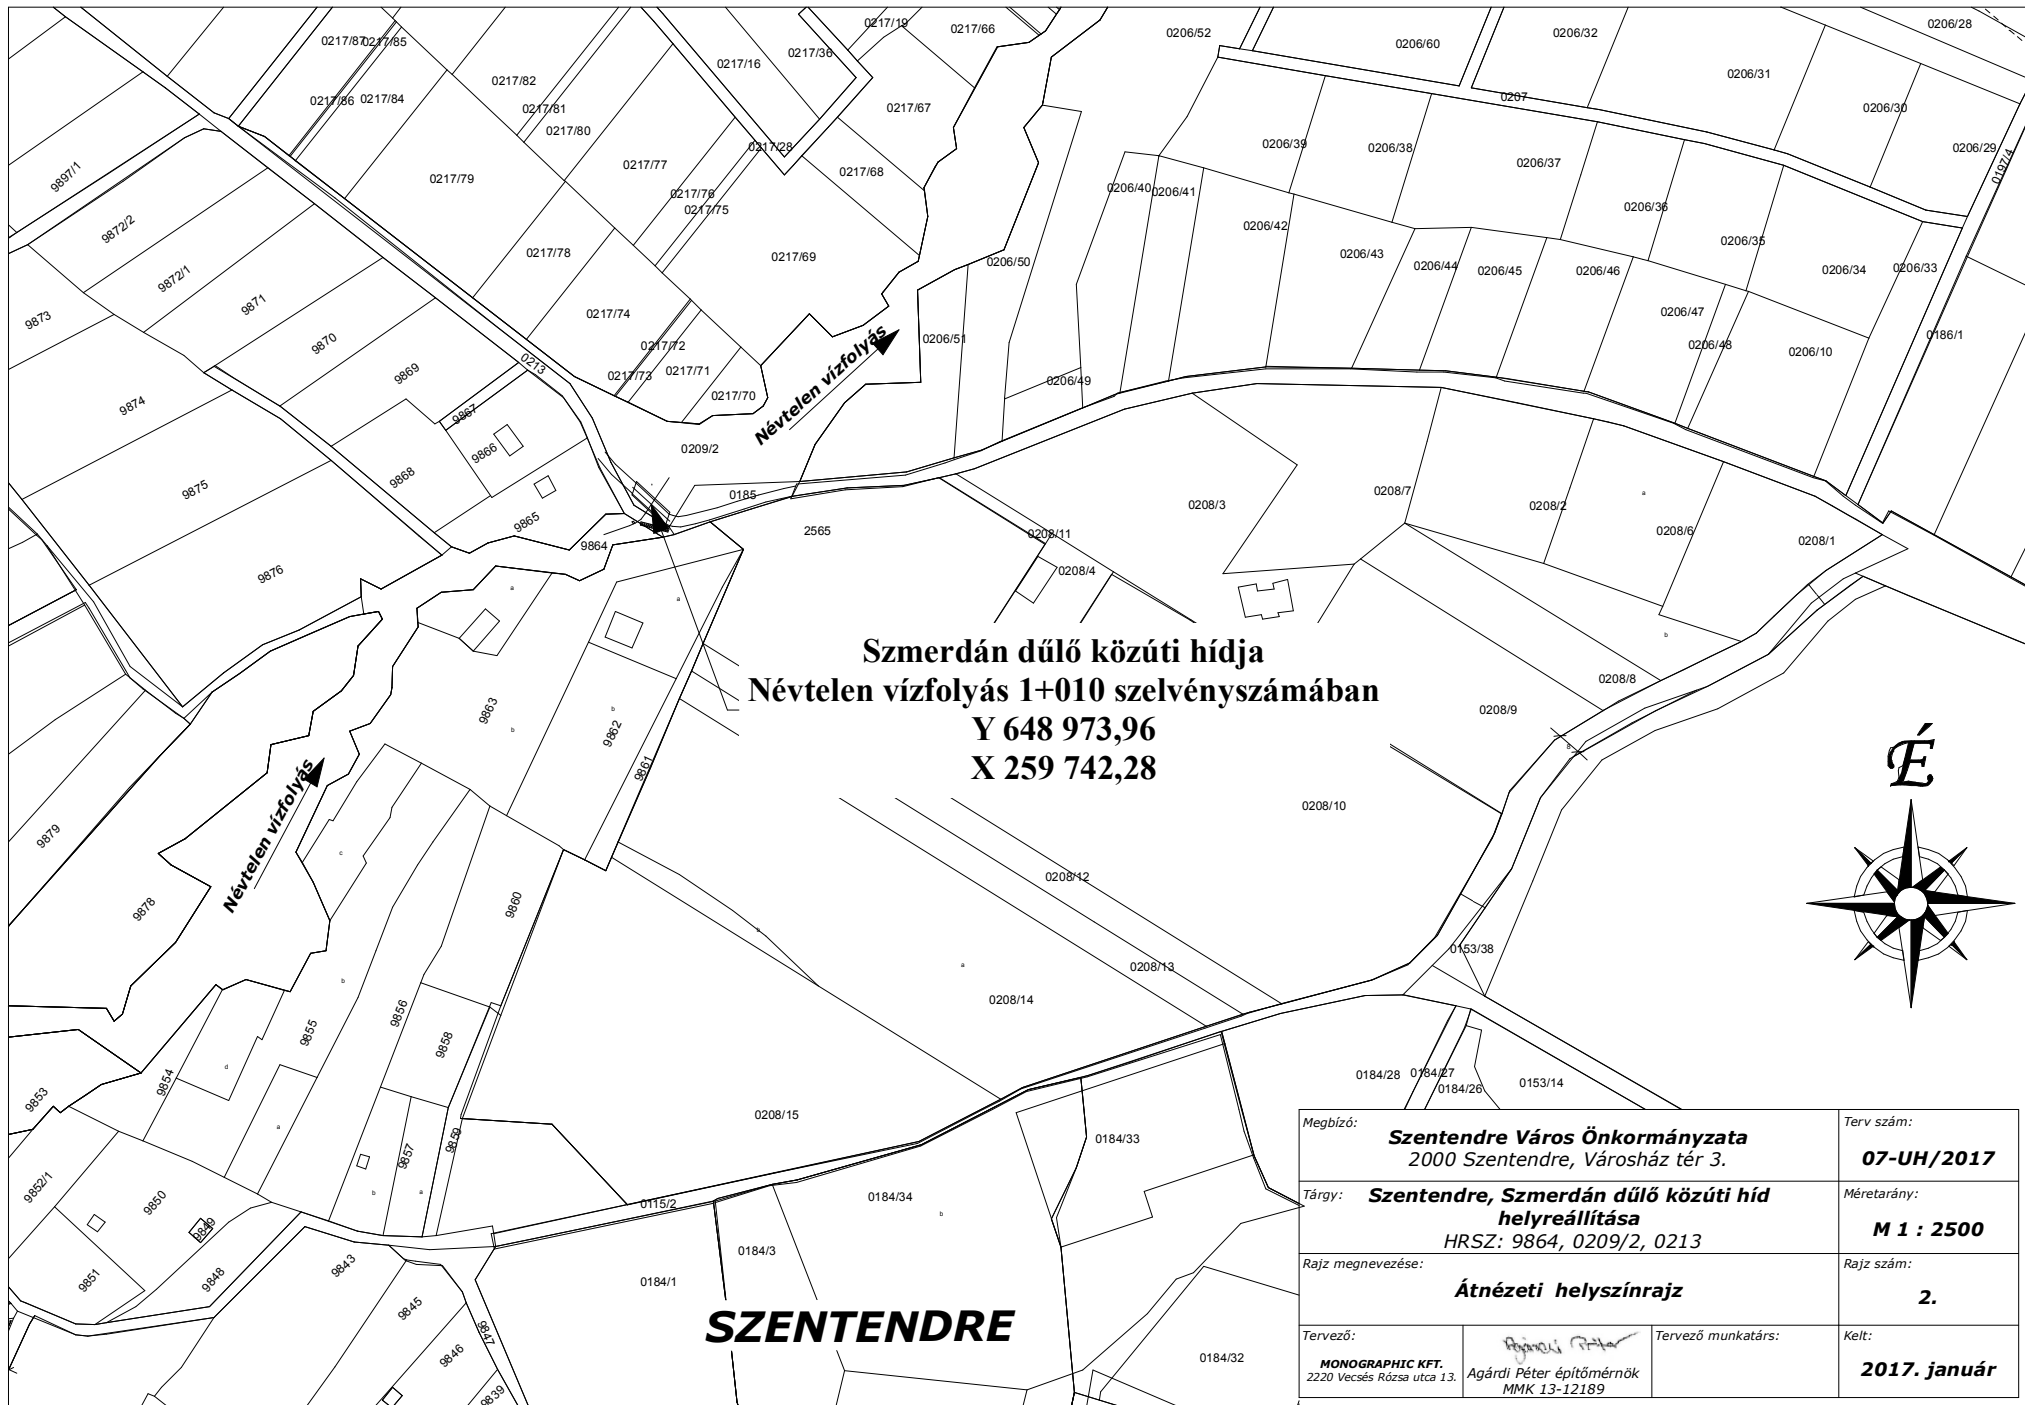 0217/87
0217/85
0217/86
0217/84
0217/82
0217/81
0217/80
0217/79
0217/77
0217/76
0217/75
0217/78
0217/74
0217/72
0217/73
0217/71
0217/70
0217/16
0217/36
0217/19
0217/66
0217/67
0217/28
0217/68
0217/69
0206/52
0206/60
0206/32
0206/28
0206/31
0206/30
0206/29
0197/4
0207
0206/39
0206/38
0206/37
0206/36
0206/35
0206/34
0206/33
0206/40
0206/41
0206/42
0206/43
0206/44
0206/45
0206/46
0206/47
0206/48
0206/10
0186/1
0206/50
0206/51
0206/49
9897/1
9872/2
9872/1
9871
9870
9869
9873
9874
9875
9876
9868
9867
9866
9865
9864
0213
0209/2
0185
Névtelen vízfolyás
2565
0208/11
0208/4
0208/3
0208/7
0208/2
a
0208/6
0208/1
b
0208/8
0208/9
B
0208/10
a
a
Szmerdán dűlő közúti hídja
Névtelen vízfolyás 1+010 szelvényszámában
Y 648 973,96
X 259 742,28
9863
b
b
9862
9861
Névtelen vízfolyás
9879
9878
c
9860
b
0208/12
0208/13
a
0208/14
É
0153/38
b
9855
9856
9858
d
9854
9853
a
9857
9859
b
a
9852/1
9850
9849
9851
9848
9843
9845
9846
9847
9839
0208/15
0115/2
0184/1
0184/3
0184/34
b
0184/33
0184/32
0184/28
0184/27
0184/26
0153/14
SZENTENDRE
Megbízó:
Szentendre Város Önkormányzata
2000 Szentendre, Városház tér 3.
Terv szám:
07-UH/2017
Tárgy: Szentendre, Szmerdán dűlő közúti híd
helyreállítása
HRSZ: 9864, 0209/2, 0213
Méretarány:
M 1 : 2500
Rajz megnevezése:
Átnézeti helyszínrajz
Rajz szám:
2.
Tervező:
MONOGRAPHIC KFT.
2220 Vecsés Rózsa utca 13.
Agárdi Péter
Agárdi Péter építőmérnök
MMK 13-12189
Tervező munkatárs:
Kelt:
2017. január